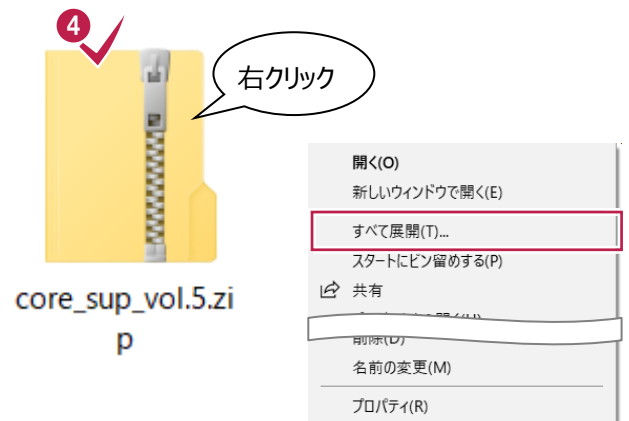 4
右クリック
core_sup_vol.5.zi
p
開く(O)
新しいウィンドウで開く(E)
すべて展開(T)...
スタートにピン留めする(P)
共有
削除(D)
名前の変更(M)
プロパティ(R)